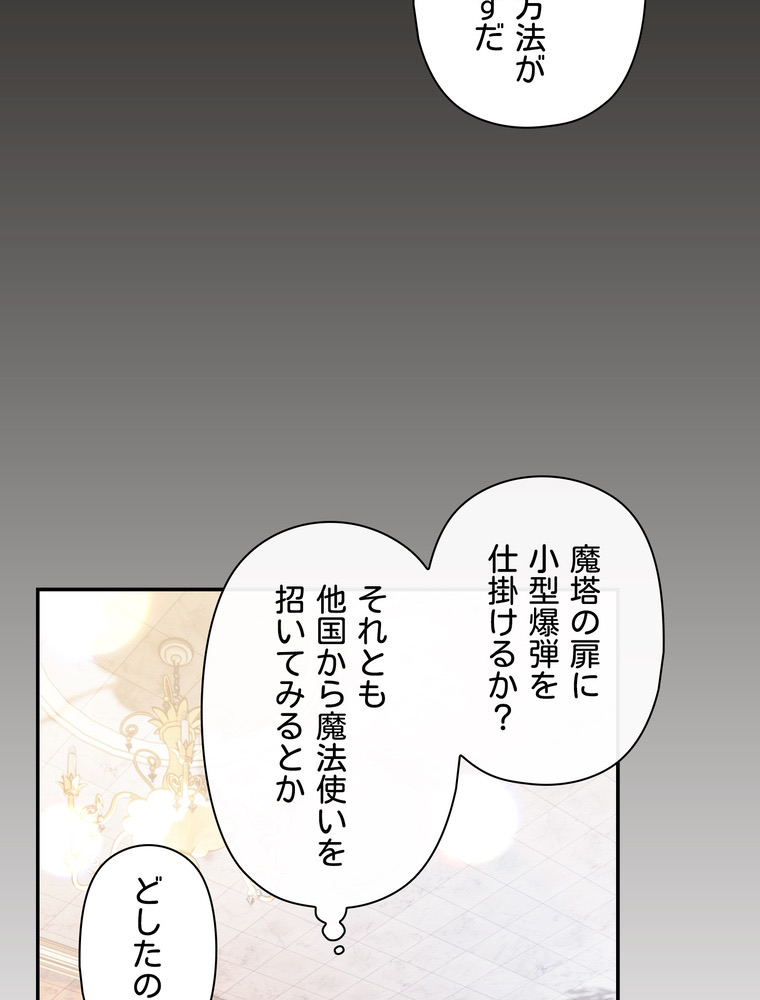 方法が
ずだ
魔塔の扉に
小型爆弾を
仕掛けるか？
それとも
他国から魔法使いを
招いてみるとか
どしたの